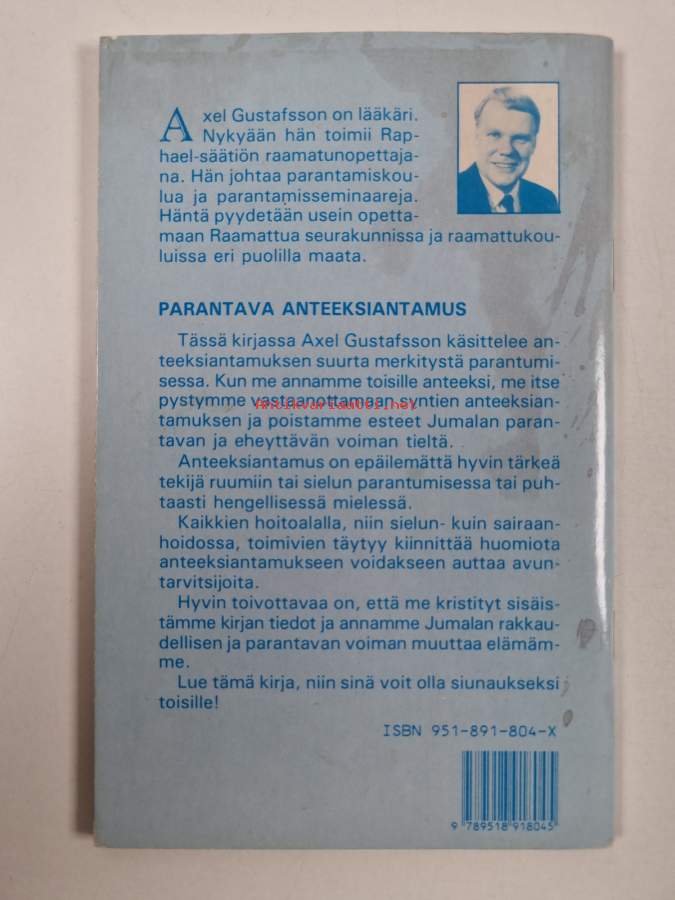 Axel Gustafsson on lääkäri.
Nykyään hän toimii Rap-
hael-säätiön raamatunopettaja-
na. Hän johtaa parantamiskou-
lua ja parantamisseminaareja.
Häntä pyydetään usein opetta-
maan Raamattua seurakunnissa ja raamattukou-
luissa eri puolilla maata.
PARANTAVA ANTEEKSIANTAMUS
Tässä kirjassa Axel Gustafsson käsittelee an-
teeksiantamuksen suurta merkitystä parantumi-
sessa. Kun me annamme toisille anteeksi, me itse
pystymme vastaanottamaan syntien anteeksian-
Antikvariaatti.net
tamuksen ja poistamme esteet Jumalan paran-
tavan ja eheyttävän voiman tieltä.
Anteeksiantamus on epäilemättä hyvin tärkeä
tekijä ruumiin tai sielun parantumisessa tai puh-
taasti hengellisessä mielessä.
Kaikkien hoitoalalla, niin sielun- kuin sairaan-
hoidossa, toimivien täytyy kiinnittää huomiota
anteeksiantamukseen voidakseen auttaa avun-
tarvitsijoita.
Hyvin toivottavaa on, että me kristityt sisäis-
tämme kirjan tiedot ja annamme Jumalan rakkau-
dellisen ja parantavan voiman muuttaa elämäm-
me.
Lue tämä kirja, niin sinä voit olla siunaukseksi
toisille!
ISBN 951-891-804-X
9 789518 918045